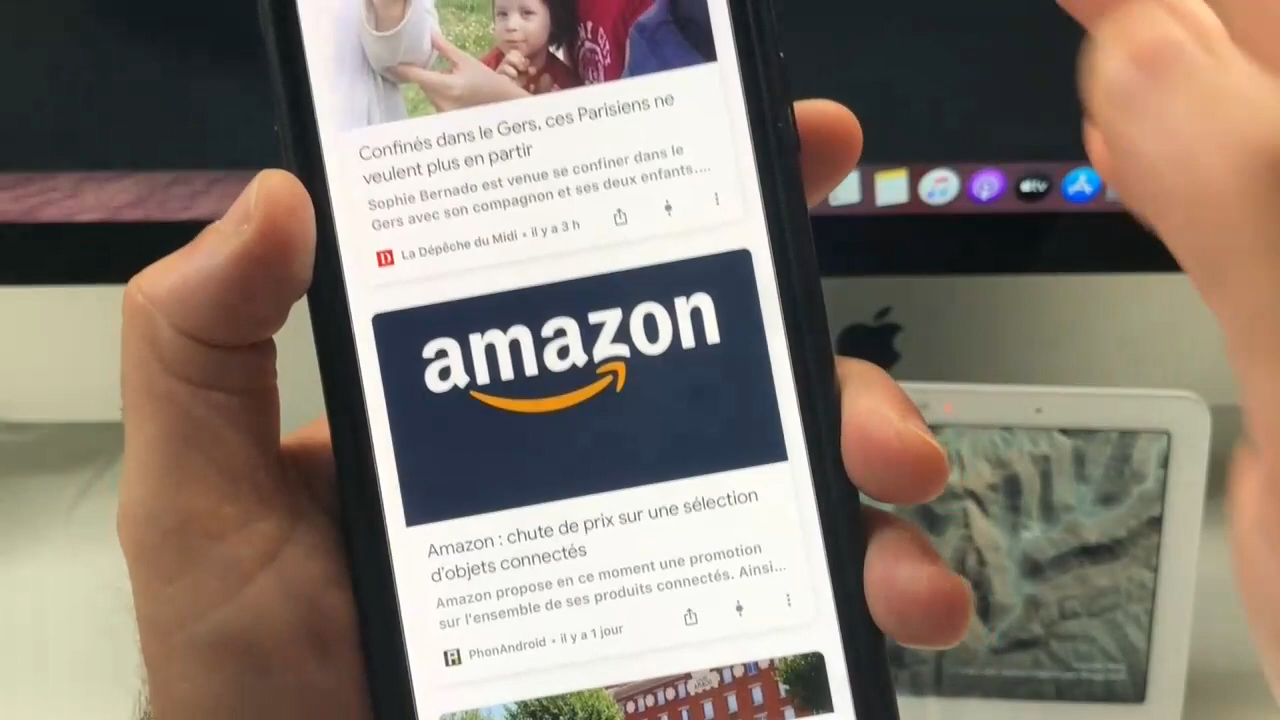 Confinés dans le Gers, ces Parisiens ne
veulent plus en partir
Sophie Bernado est venue se confiner dans le
Gers avec son compagnon et ses deux enfants....
D La Dépêche du Midi • il y a 3 h
amazon
Amazon : chute de prix sur une sélection
d'objets connectés
Amazon propose en ce moment une promotion
sur l'ensemble de ses produits connectés. Ainsi...
PhonAndroid • il y a 1 jour
tv